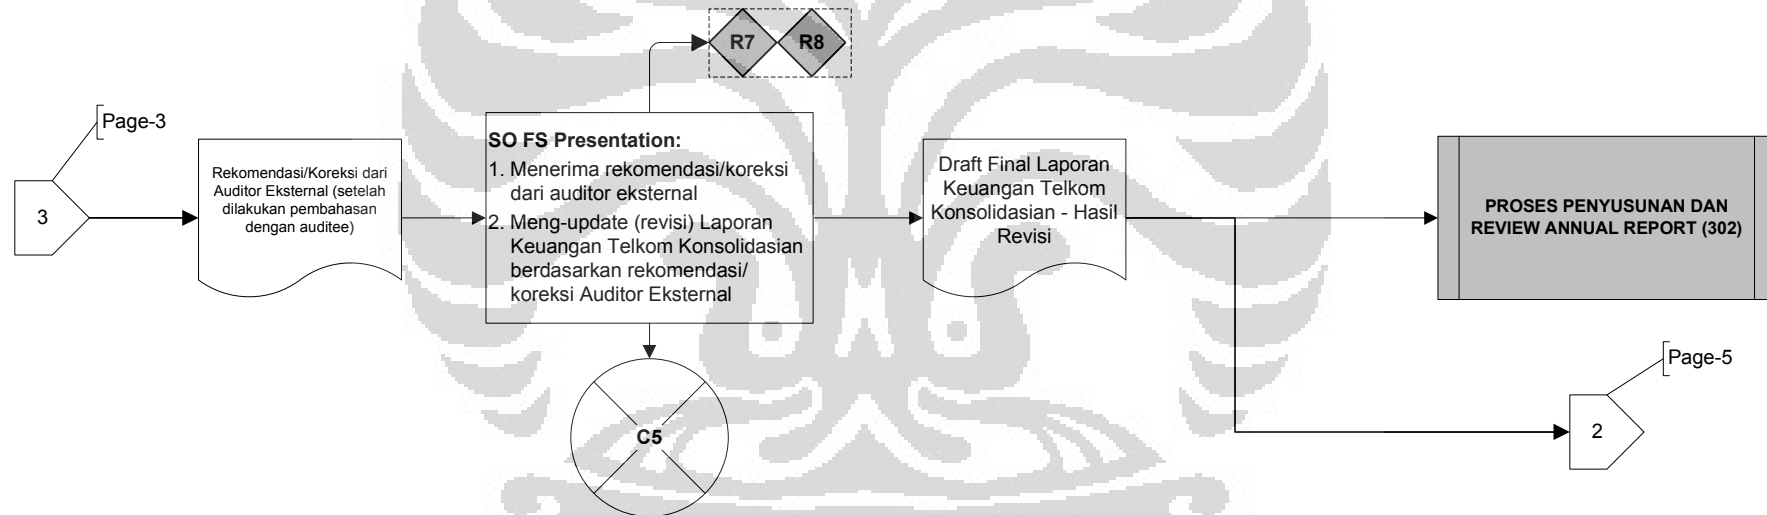 Page-3
3
Rekomendasi/Koreksi dari
Auditor Eksternal (setelah
dilakukan pembahasan
dengan auditee)
R7
R8
SO FS Presentation:
1. Menerima rekomendasi/koreksi
dari auditor eksternal
2. Meng-update (revisi) Laporan
Keuangan Telkom Konsolidasian
berdasarkan rekomendasi/
koreksi Auditor Eksternal
C5
Draft Final Laporan
Keuangan Telkom
Konsolidasian - Hasil
Revisi
PROSES PENYUSUNAN DAN
REVIEW ANNUAL REPORT (302)
Page-5
2